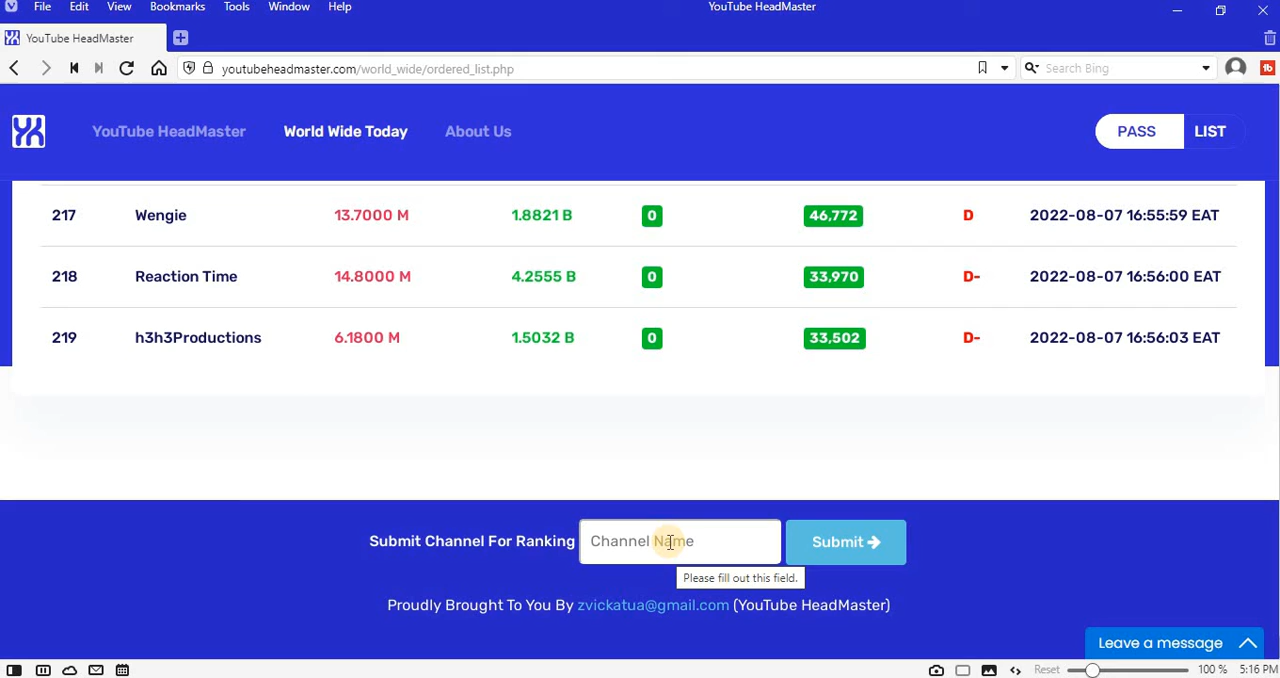 File Edit View Bookmarks Tools Window Help YouTube HeadMaster
YouTube HeadMaster
youtubeheadmaster.com/world_wide/ordered_list.php Search Bing
YouTube HeadMaster World Wide Today About Us PASS LIST
217 Wengie 13.7000 M 1.8821 B 0 46,772 D 2022-08-07 16:55:59 EAT
218 Reaction Time 14.8000 M 4.2555 B 0 33,970 D- 2022-08-07 16:56:00 EAT
219 h3h3Productions 6.1800 M 1.5032 B 0 33,502 D- 2022-08-07 16:56:03 EAT
Submit Channel For Ranking Channel Name Submit
Please fill out this field.
Proudly Brought To You By zvickatua@gmail.com (YouTube HeadMaster)
Leave a message
Reset 100 % 5:16 PM